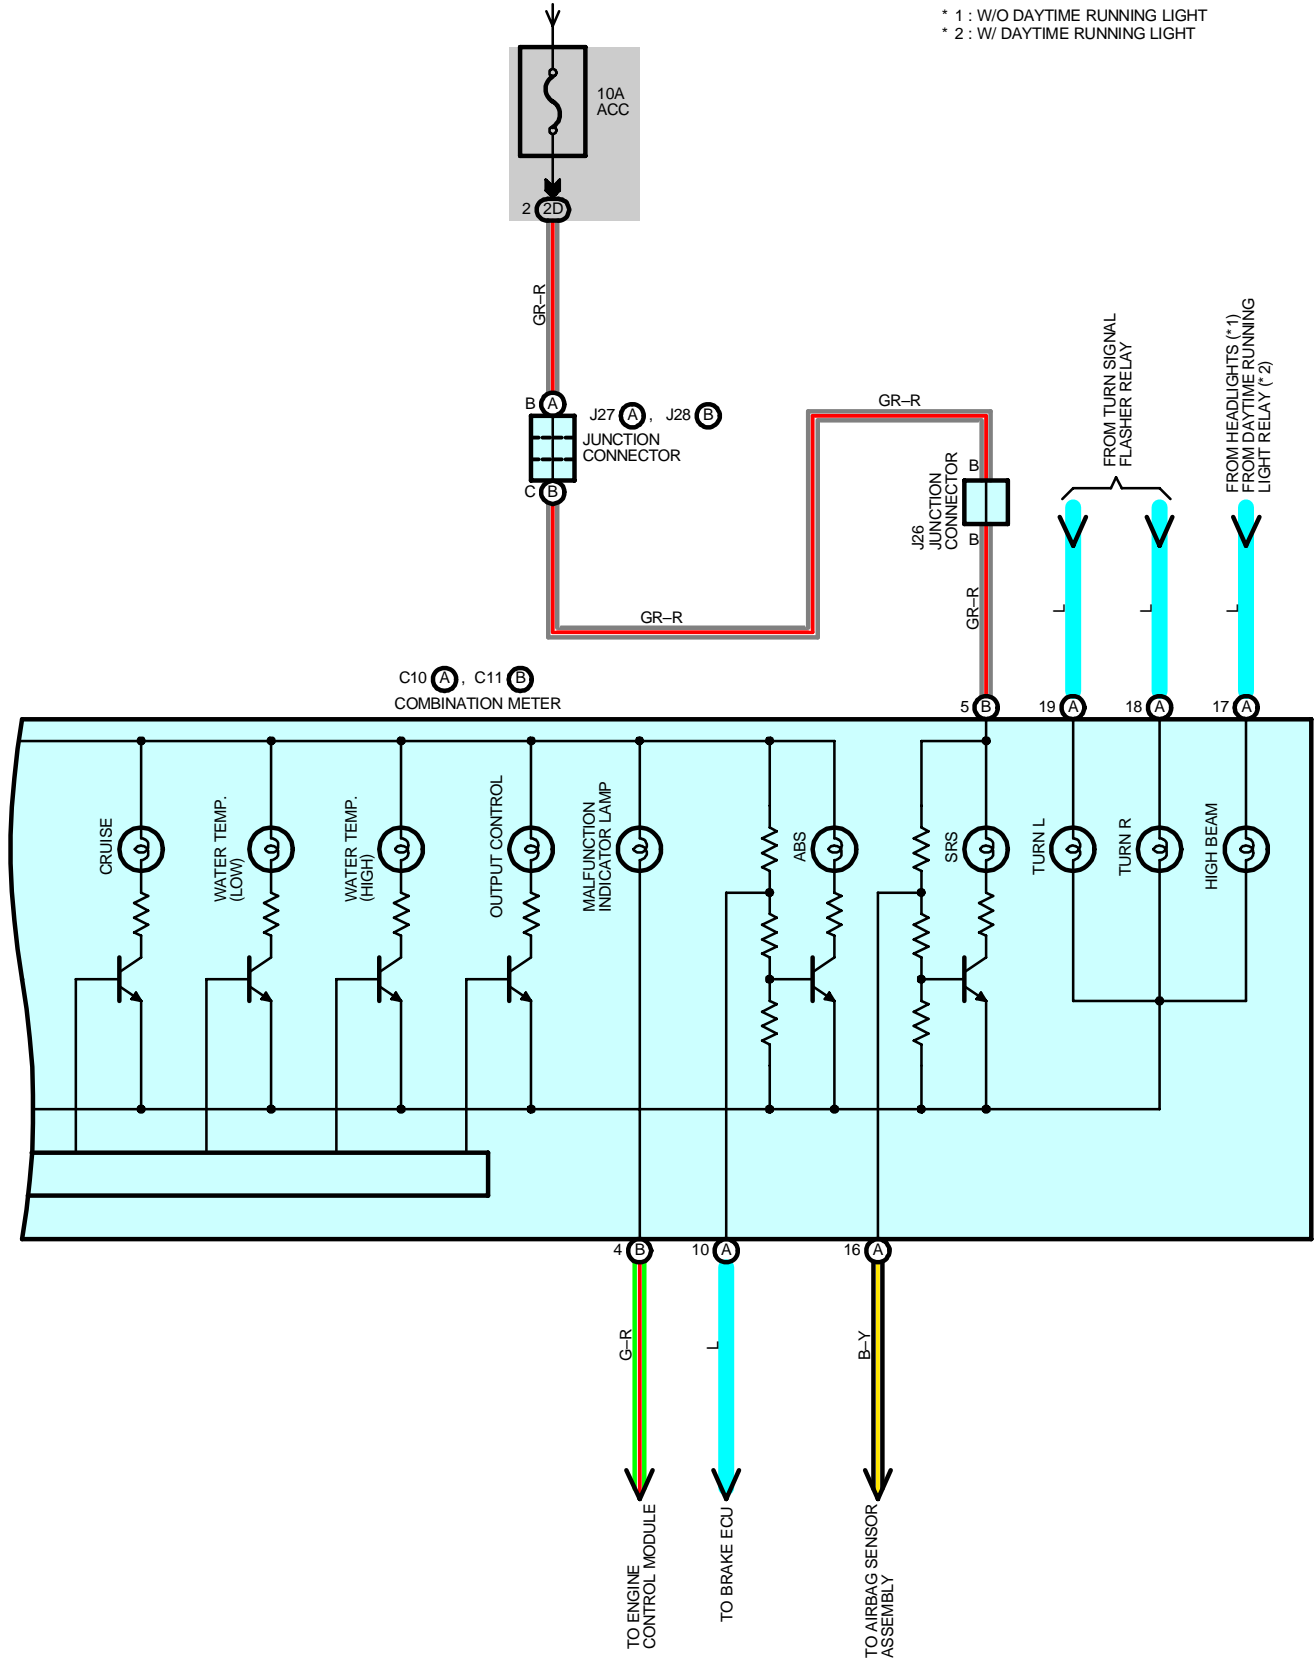 * 1 : W/O DAYTIME RUNNING LIGHT
* 2 : W/ DAYTIME RUNNING LIGHT
10A
ACC
2 2D
GR–R
B A
J27 A , J28 B
JUNCTION
CONNECTOR
C B
GR–R
GR–R
B
J26
JUNCTION
CONNECTOR
B
GR–R
FROM TURN SIGNAL
FLASHER RELAY
FROM HEADLIGHTS (* 1)
FROM DAYTIME RUNNING
LIGHT RELAY (* 2)
L
L
L
C10 A , C11 B
COMBINATION METER
5 B
19 A
18 A
17 A
CRUISE
WATER TEMP.
(LOW)
WATER TEMP.
(HIGH)
OUTPUT CONTROL
MALFUNCTION
INDICATOR LAMP
ABS
SRS
TURN L
TURN R
HIGH BEAM
4 B
10 A
16 A
G–R
L
B–Y
TO ENGINE
CONTROL MODULE
TO BRAKE ECU
TO AIRBAG SENSOR
ASSEMBLY